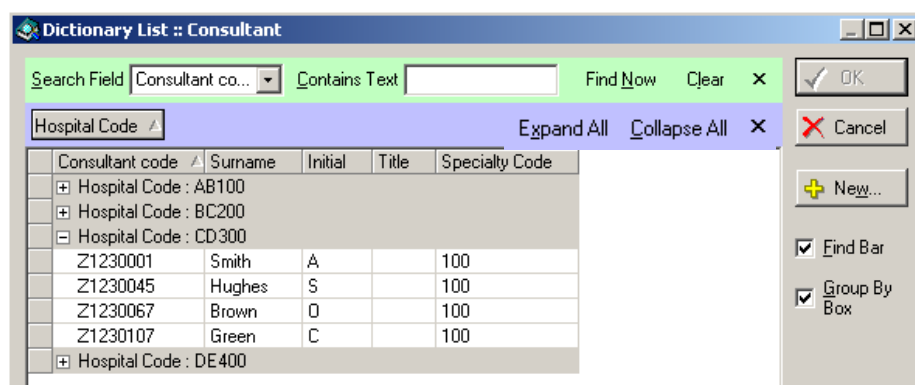 Dictionary List :: Consultant
Search Field Consultant co... Contains Text Find Now Clear OK
Hospital Code Expand All Collapse All Cancel
Consultant code Surname Initial Title Specialty Code
Hospital Code : AB100
New...
Hospital Code : BC200
Hospital Code : CD300
Z1230001 Smith A 100
Find Bar
Z1230045 Hughes S 100
Z1230067 Brown O 100
Group By
Box
Z1230107 Green C 100
Hospital Code : DE400